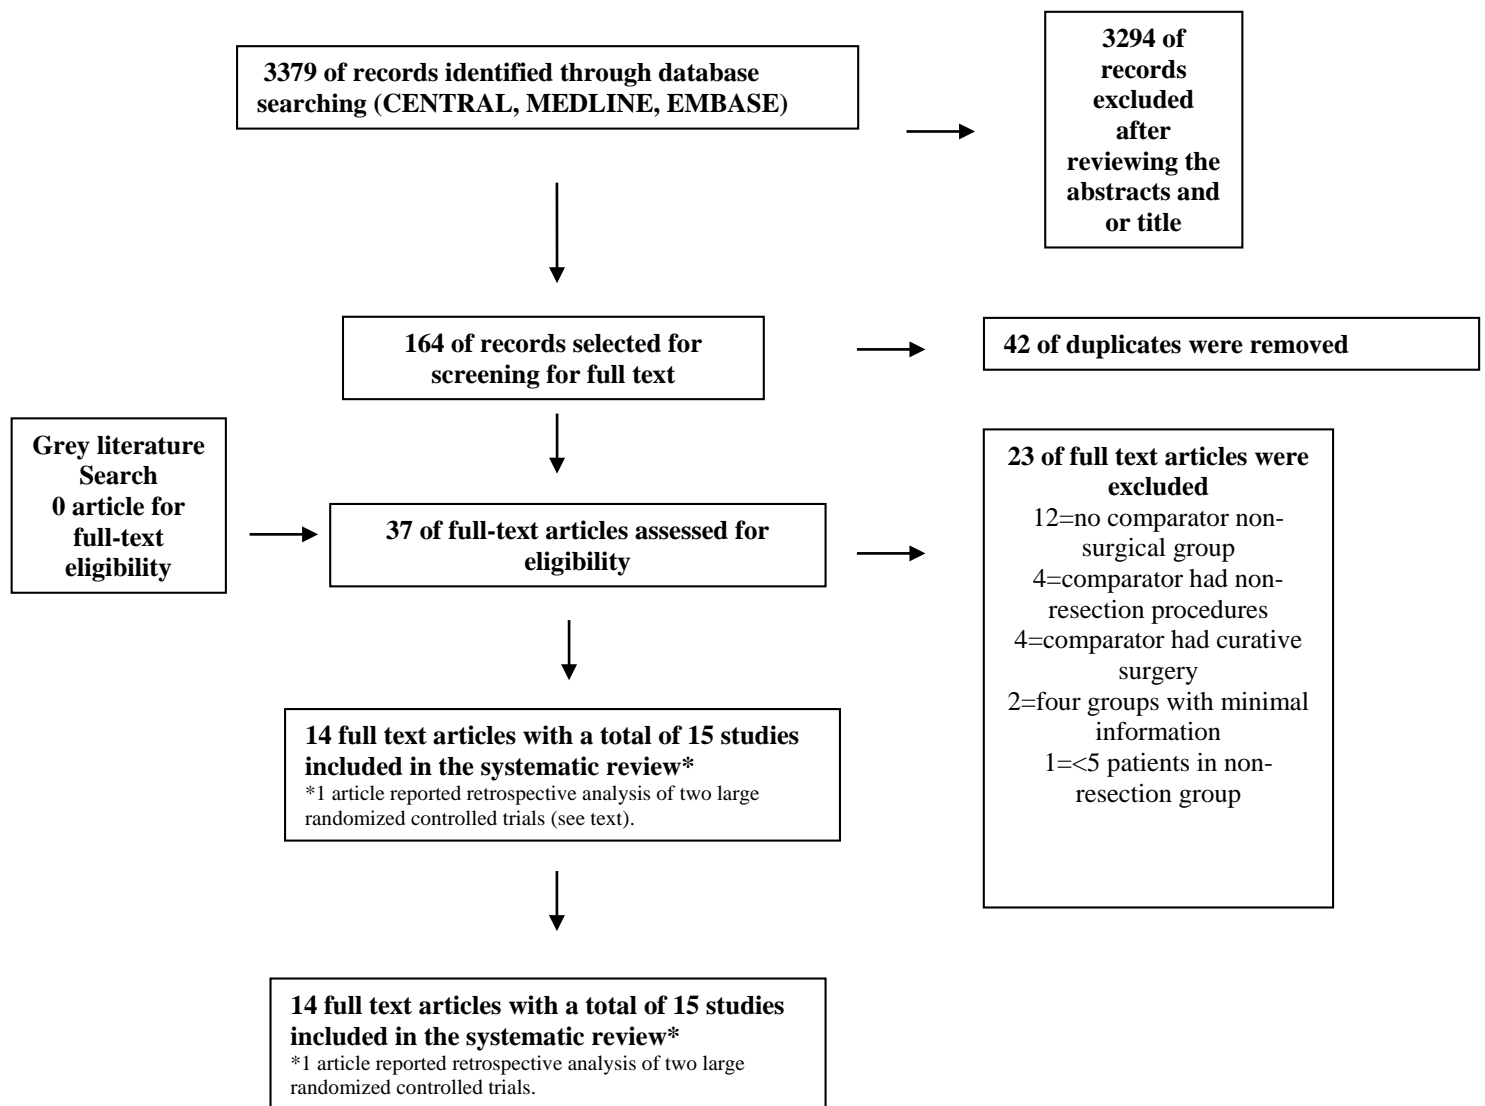 3379 of records identified through database
searching (CENTRAL, MEDLINE, EMBASE)
3294 of
records
excluded
after
reviewing the
abstracts and
or title
164 of records selected for
screening for full text
42 of duplicates were removed
Grey literature
Search
0 article for
full-text
eligibility
37 of full-text articles assessed for
eligibility
23 of full text articles were
excluded
12=no comparator non-
surgical group
4=comparator had non-
resection procedures
4=comparator had curative
surgery
2=four groups with minimal
information
1=<5 patients in non-
resection group
14 full text articles with a total of 15 studies
included in the systematic review*
*1 article reported retrospective analysis of two large
randomized controlled trials (see text).
14 full text articles with a total of 15 studies
included in the systematic review*
*1 article reported retrospective analysis of two large
randomized controlled trials.